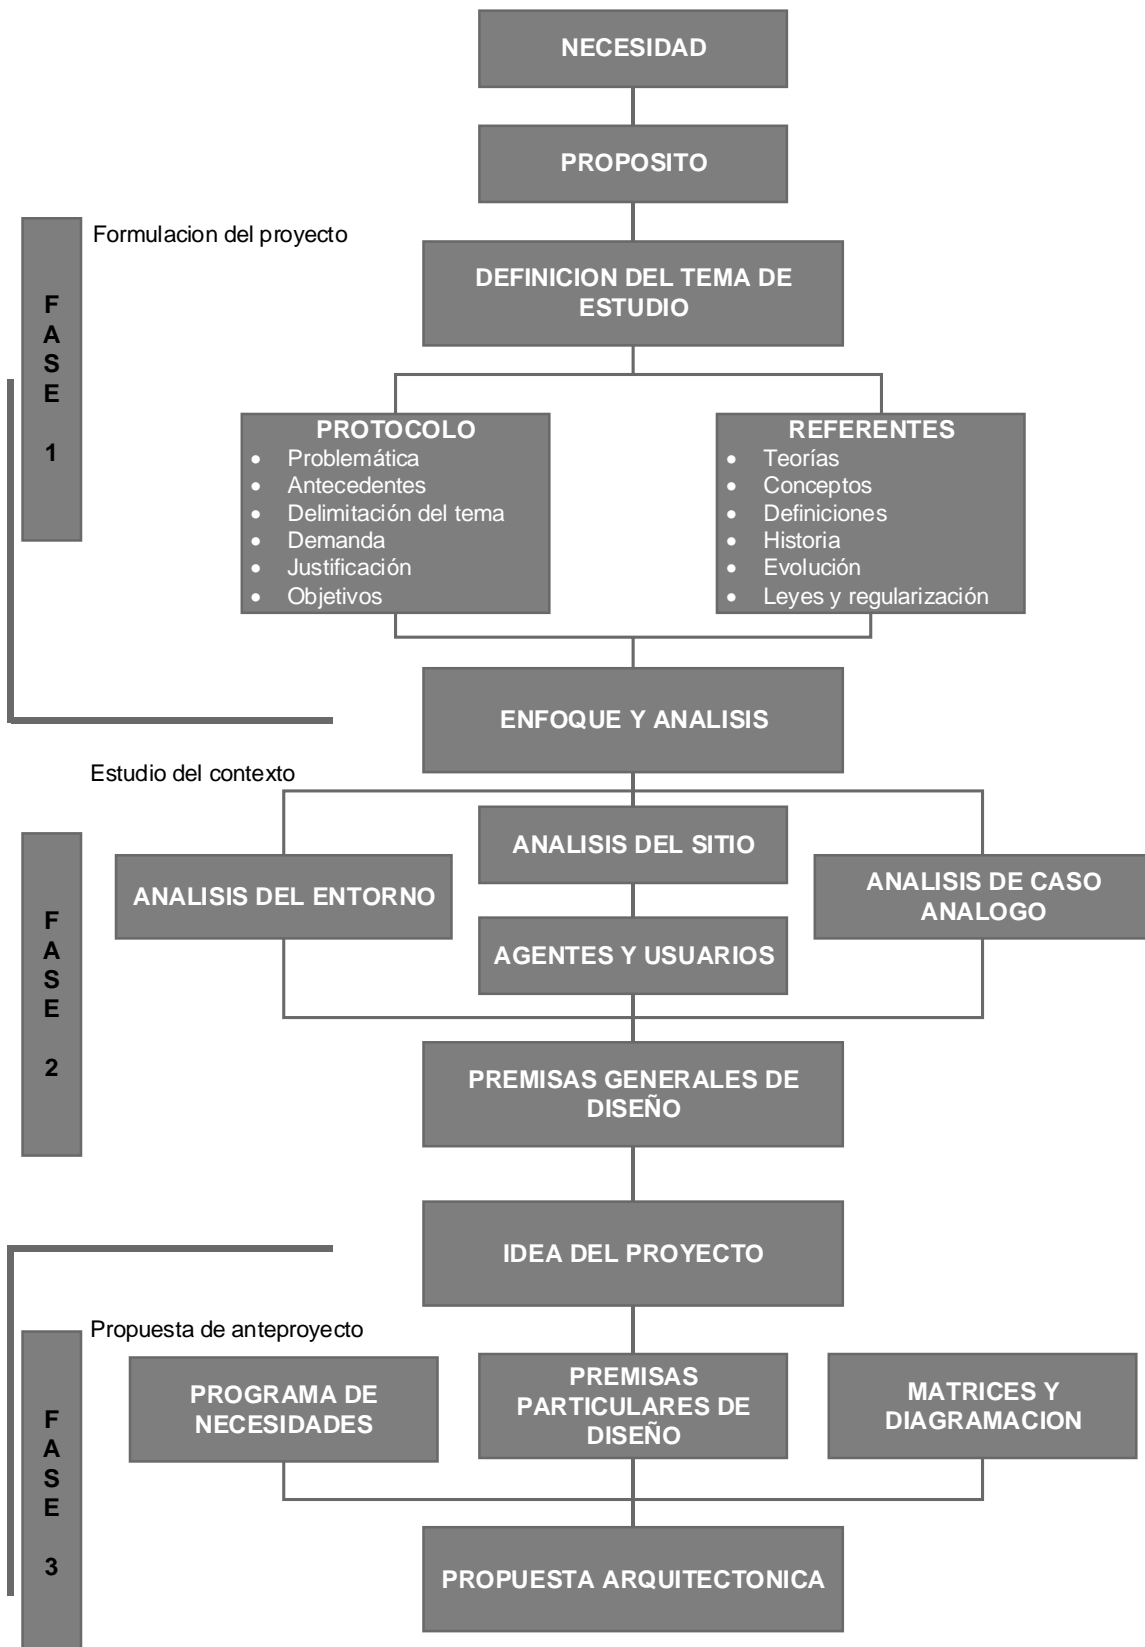 NECESIDAD
PROPOSITO
Formulacion del proyecto
F
A
S
E
1
DEFINICION DEL TEMA DE
ESTUDIO
PROTOCOLO
• Problemática
• Antecedentes
• Delimitación del tema
• Demanda
• Justificación
• Objetivos
REFERENTES
• Teorías
• Conceptos
• Definiciones
• Historia
• Evolución
• Leyes y regularización
ENFOQUE Y ANALISIS
Estudio del contexto
F
A
S
E
2
ANALISIS DEL ENTORNO
ANALISIS DEL SITIO
AGENTES Y USUARIOS
ANALISIS DE CASO
ANALOGO
PREMISAS GENERALES DE
DISEÑO
IDEA DEL PROYECTO
Propuesta de anteproyecto
F
A
S
E
3
PROGRAMA DE
NECESIDADES
PREMISAS
PARTICULARES DE
DISEÑO
MATRICES Y
DIAGRAMACION
PROPUESTA ARQUITECTONICA